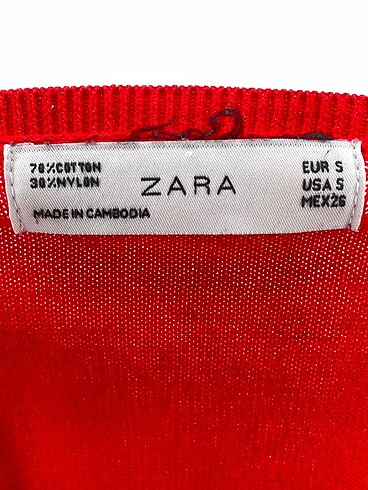 70%COTTON
30%NYLON
MADE IN CAMBODIA
ZARA
EUR S
USA S
MEX26